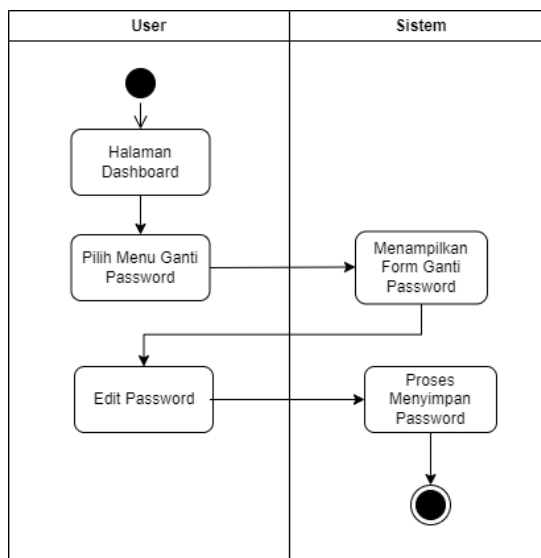 User
Sistem
Halaman
Dashboard
Pilih Menu Ganti
Password
Menampilkan
Form Ganti
Password
Edit Password
Proses
Menyimpan
Password